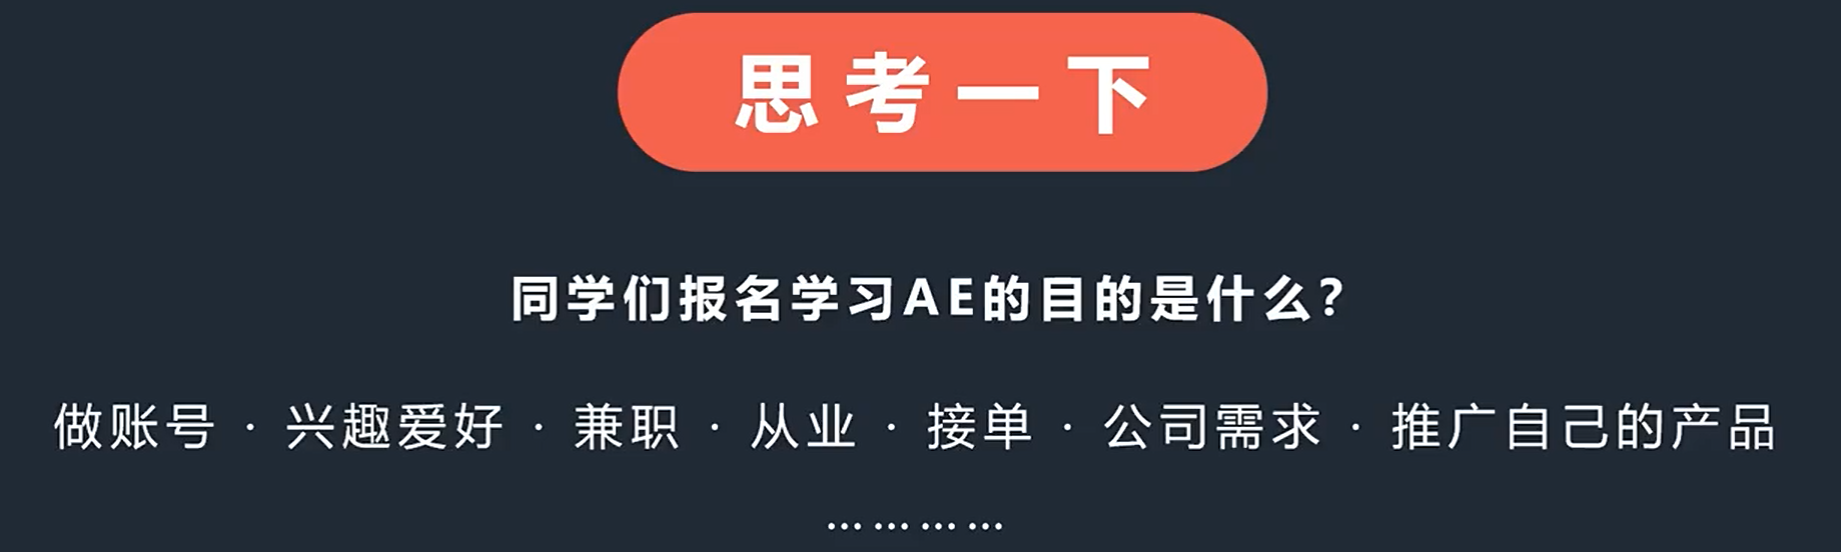 思考一下
同学们报名学习AE的目的是什么？
做账号 · 兴趣爱好 · 兼职 · 从业 · 接单 · 公司需求 · 推广自己的产品
… … … …